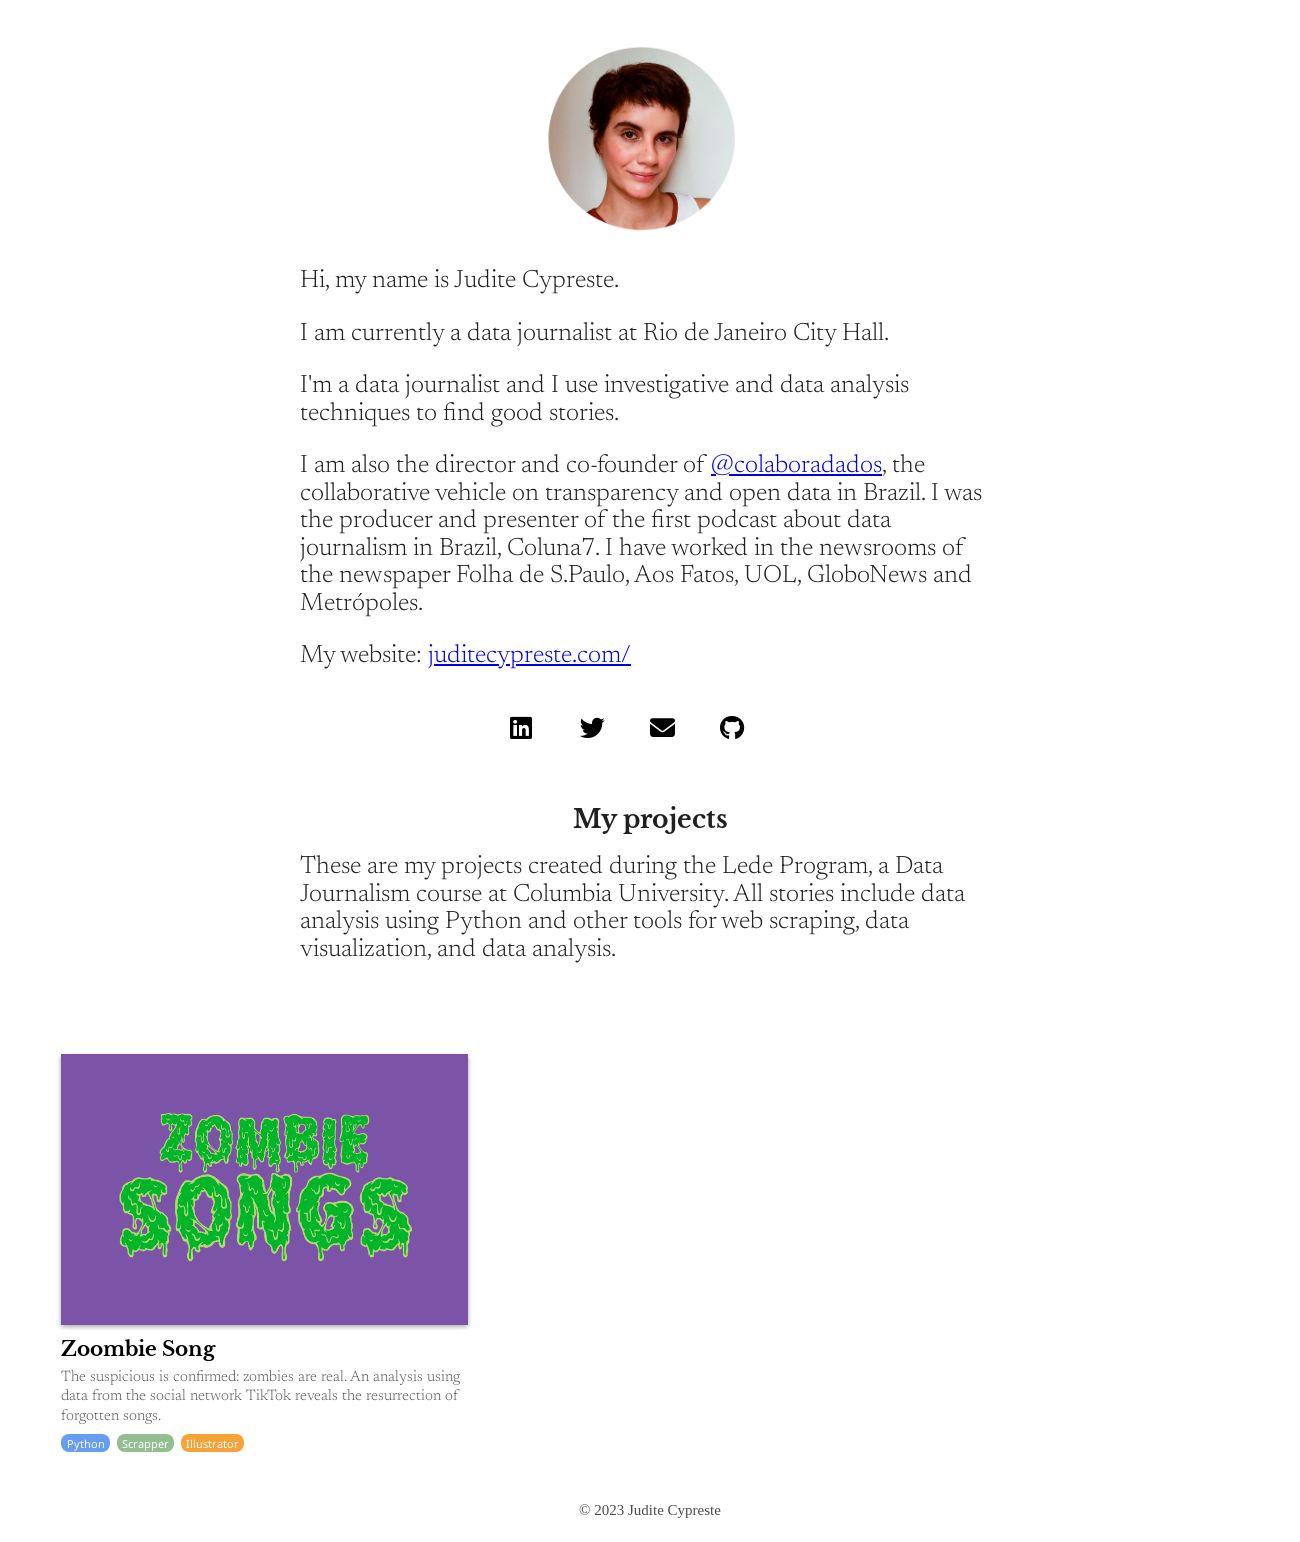 Hi, my name is Judite Cypreste.
I am currently a data journalist at Rio de Janeiro City Hall.
I'm a data journalist and I use investigative and data analysis
techniques to find good stories.
I am also the director and co-founder of @colaboradados, the
collaborative vehicle on transparency and open data in Brazil. I was
the producer and presenter of the first podcast about data
journalism in Brazil, Coluna7. I have worked in the newsrooms of
the newspaper Folha de S.Paulo, Aos Fatos, UOL, GloboNews and
Metrópoles.
My website: juditecypreste.com/
My projects
These are my projects created during the Lede Program, a Data
Journalism course at Columbia University. All stories include data
analysis using Python and other tools for web scraping, data
visualization, and data analysis.
ZOMBIE
SONGS
Zoombie Song
The suspicious is confirmed: zombies are real. An analysis using
data from the social network TikTok reveals the resurrection of
forgotten songs.
Python Scrapper Illustrator
© 2023 Judite Cypreste